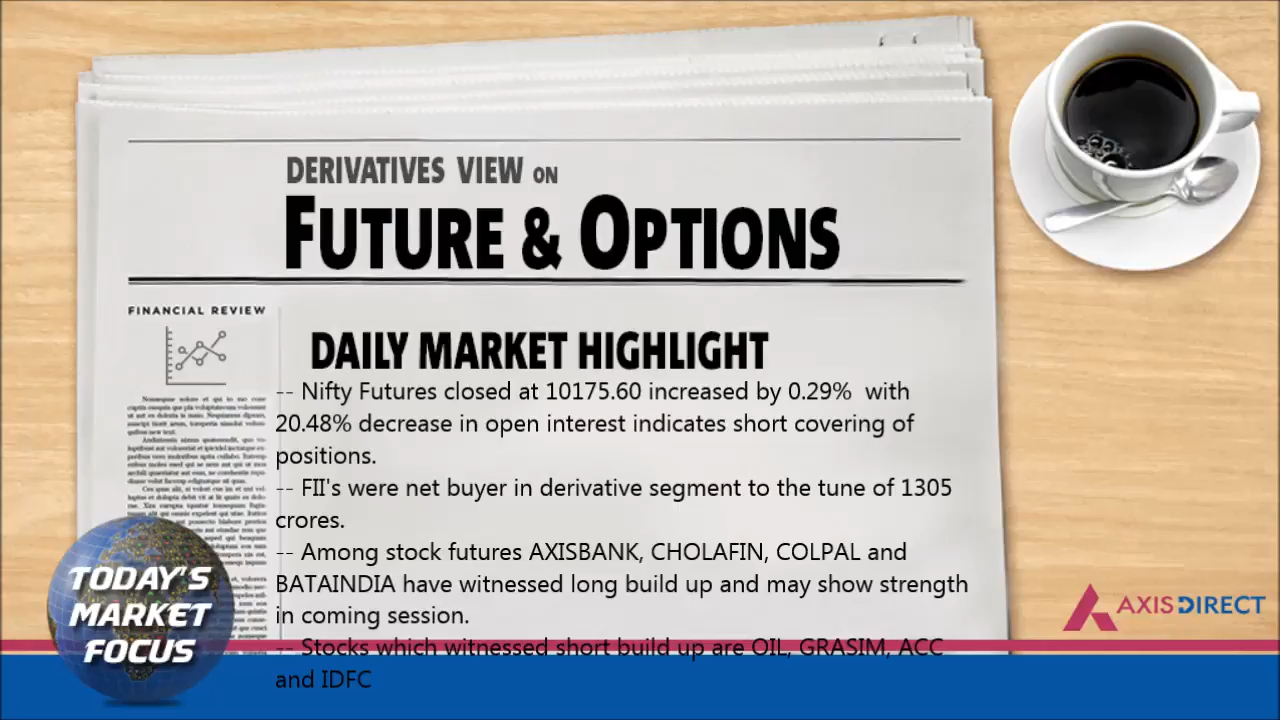 DERIVATIVES VIEW ON
FUTURE & OPTIONS
FINANCIAL REVIEW
DAILY MARKET HIGHLIGHT
-- Nifty Futures closed at 10175.60 increased by 0.29%  with
20.48% decrease in open interest indicates short covering of
positions.
-- FII's were net buyer in derivative segment to the tune of 1305
crores.
-- Among stock futures AXISBANK, CHOLAFIN, COLPAL and
BATAINDIA have witnessed long build up and may show strength
in coming session.
-- Stocks which witnessed short build up are OIL, GRASIM, ACC
and IDFC
TODAY'S
MARKET
FOCUS
AXIS DIRECT